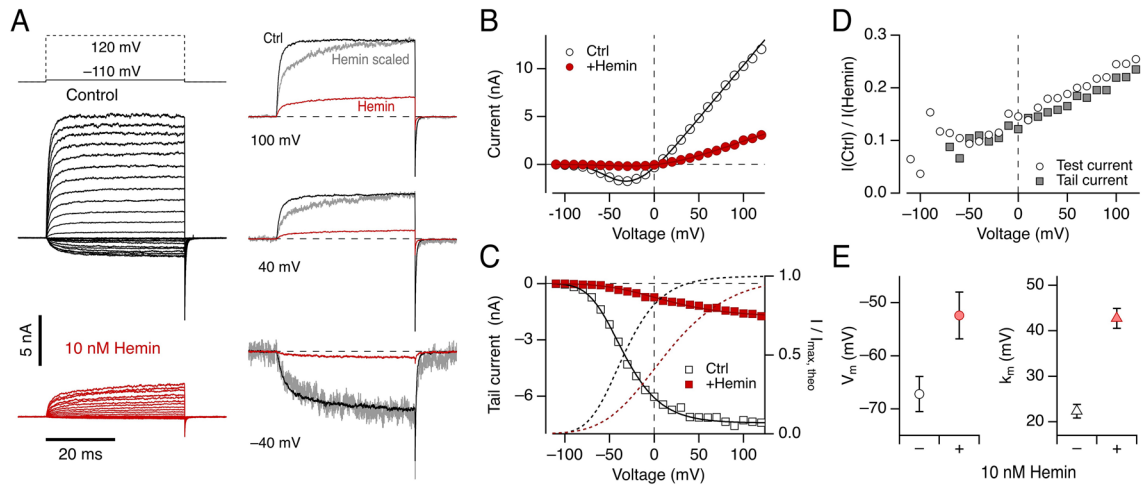 A
120 mV
−110 mV
Control
5 nA
10 nM Hemin
20 ms
Ctrl
Hemin scaled
Hemin
100 mV
40 mV
−40 mV
B
Ctrl
+Hemin
Current (nA)
10
5
0
−100 −50 0 50 100
Voltage (mV)
C
Tail current (nA)
0
−3
−6
1.0
0.5
0.0
I / Imax, theo
Ctrl
+Hemin
−100 −50 0 50 100
Voltage (mV)
D
I(Ctrl) / I(Hemin)
0.3
0.2
0.1
0.0
Test current
Tail current
−100 −50 0 50 100
Voltage (mV)
E
Vm (mV)
−50
−60
−70
− +
km (mV)
50
40
30
20
− +
10 nM Hemin